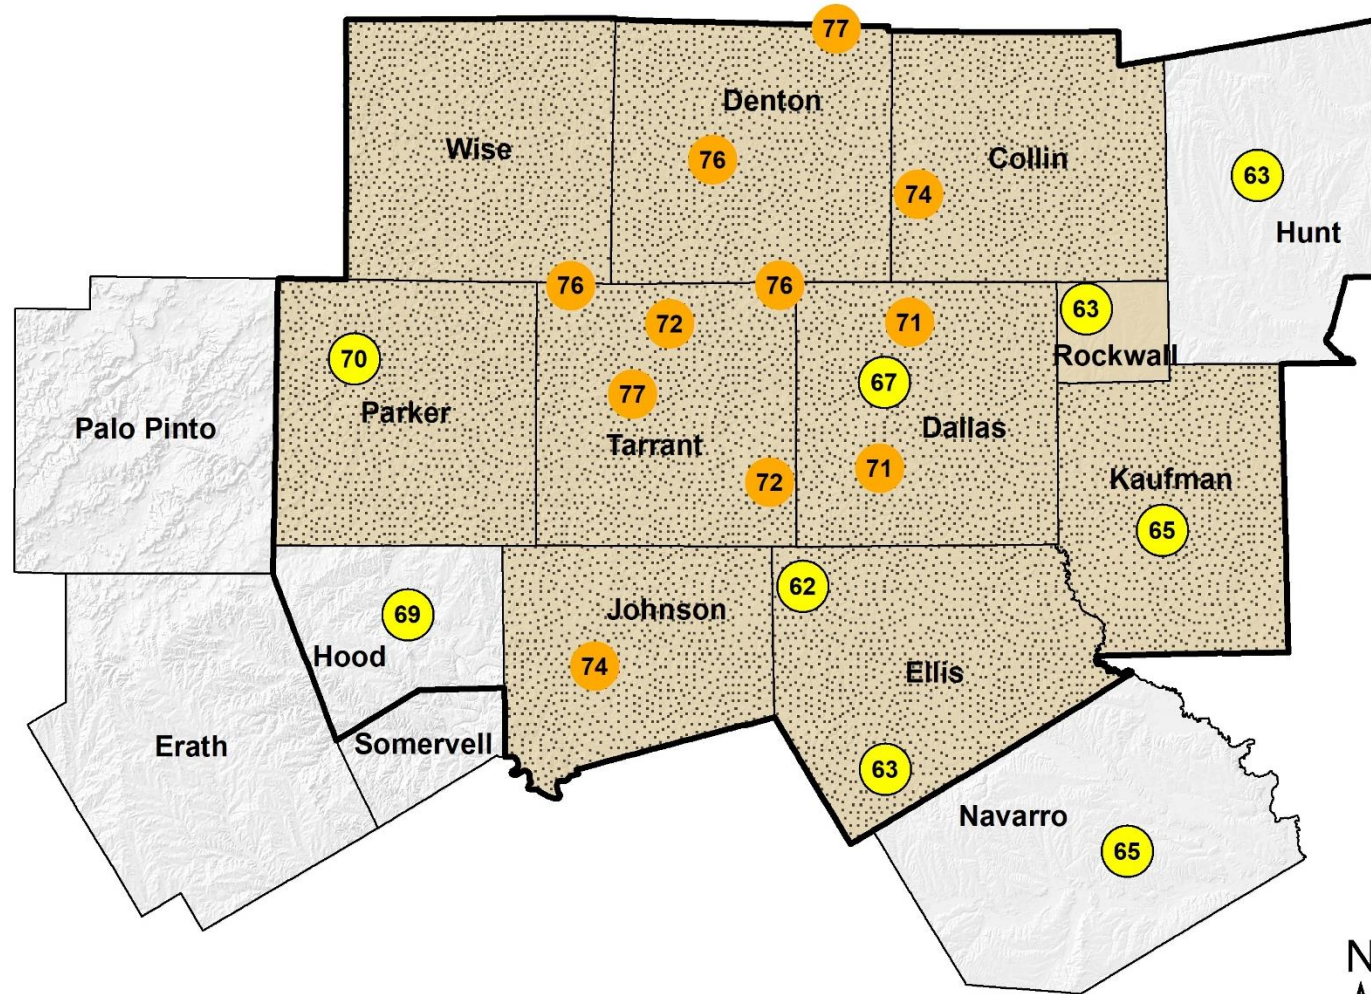 77
Denton
Wise
76
Collin
74
63
Hunt
76
76
63
72
71
Rockwall
70
67
77
Parker
Palo Pinto
Tarrant
Dallas
71
72
Kaufman
65
62
69
Johnson
Hood
74
Ellis
Erath
Somervell
63
Navarro
65
N